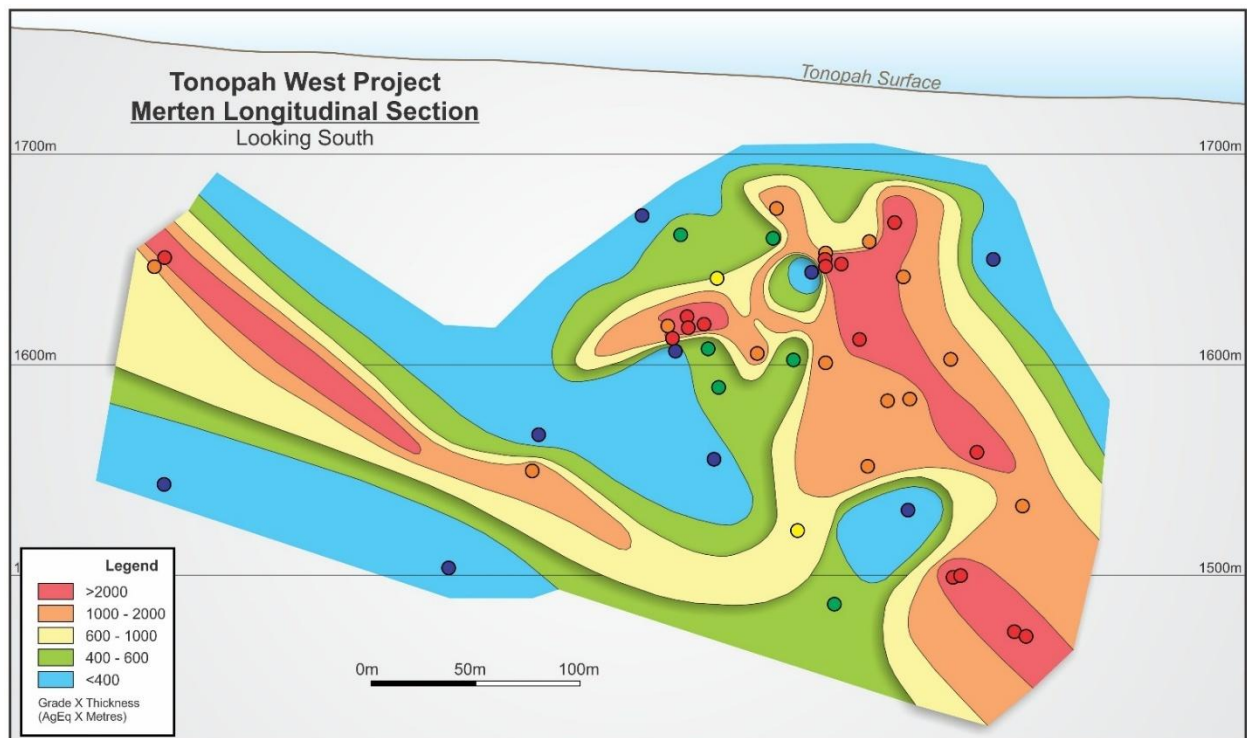 Tonopah West Project
Merten Longitudinal Section
Looking South
Tonopah Surface
1700m
1700m
1600m
1600m
1500m
Legend
>2000
1000 - 2000
600 - 1000
400 - 600
<400
Grade X Thickness
(AgEq X Metres)
0m 50m 100m